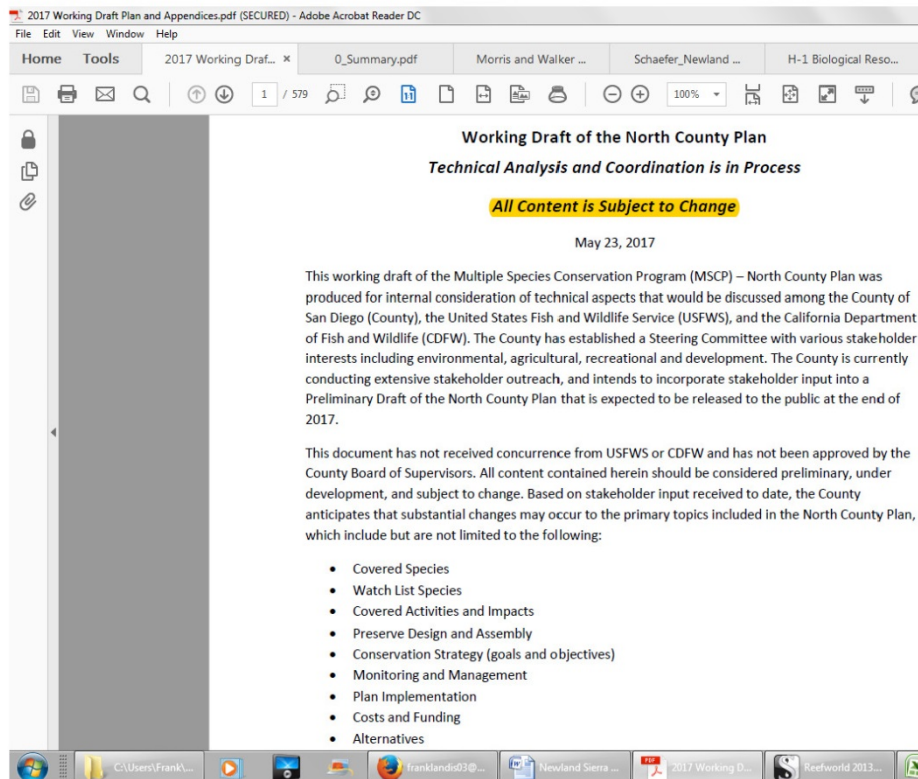 2017 Working Draft Plan and Appendices.pdf (SECURED) - Adobe Acrobat Reader DC
File Edit View Window Help
Home Tools 2017 Working Draf... × 0_Summary.pdf Morris and Walker ... Schaefer_Newland ... H-1 Biological Reso...
1 / 579 100%
Working Draft of the North County Plan
Technical Analysis and Coordination is in Process
All Content is Subject to Change
May 23, 2017
This working draft of the Multiple Species Conservation Program (MSCP) – North County Plan was
produced for internal consideration of technical aspects that would be discussed among the County of
San Diego (County), the United States Fish and Wildlife Service (USFWS), and the California Department
of Fish and Wildlife (CDFW). The County has established a Steering Committee with various stakeholder
interests including environmental, agricultural, recreational and development. The County is currently
conducting extensive stakeholder outreach, and intends to incorporate stakeholder input into a
Preliminary Draft of the North County Plan that is expected to be released to the public at the end of
2017.
This document has not received concurrence from USFWS or CDFW and has not been approved by the
County Board of Supervisors. All content contained herein should be considered preliminary, under
development, and subject to change. Based on stakeholder input received to date, the County
anticipates that substantial changes may occur to the primary topics included in the North County Plan,
which include but are not limited to the following:
• Covered Species
• Watch List Species
• Covered Activities and Impacts
• Preserve Design and Assembly
• Conservation Strategy (goals and objectives)
• Monitoring and Management
• Plan Implementation
• Costs and Funding
• Alternatives
C:\Users\Frank\... franklandis03@... Newland Sierra ... 2017 Working D... Reefworld 2013...